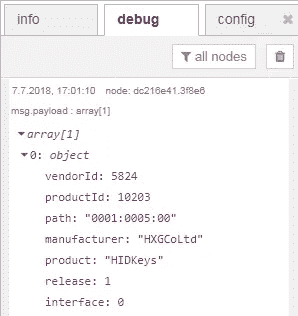 info debug config
all nodes
7.7.2018, 17:01:10 node: dc216e41.3f8e6
msg.payload : array[1]
array[1]
0: object
vendorId: 5824
productId: 10203
path: "0001:0005:00"
manufacturer: "HXGCoLtd"
product: "HIDKeys"
release: 1
interface: 0